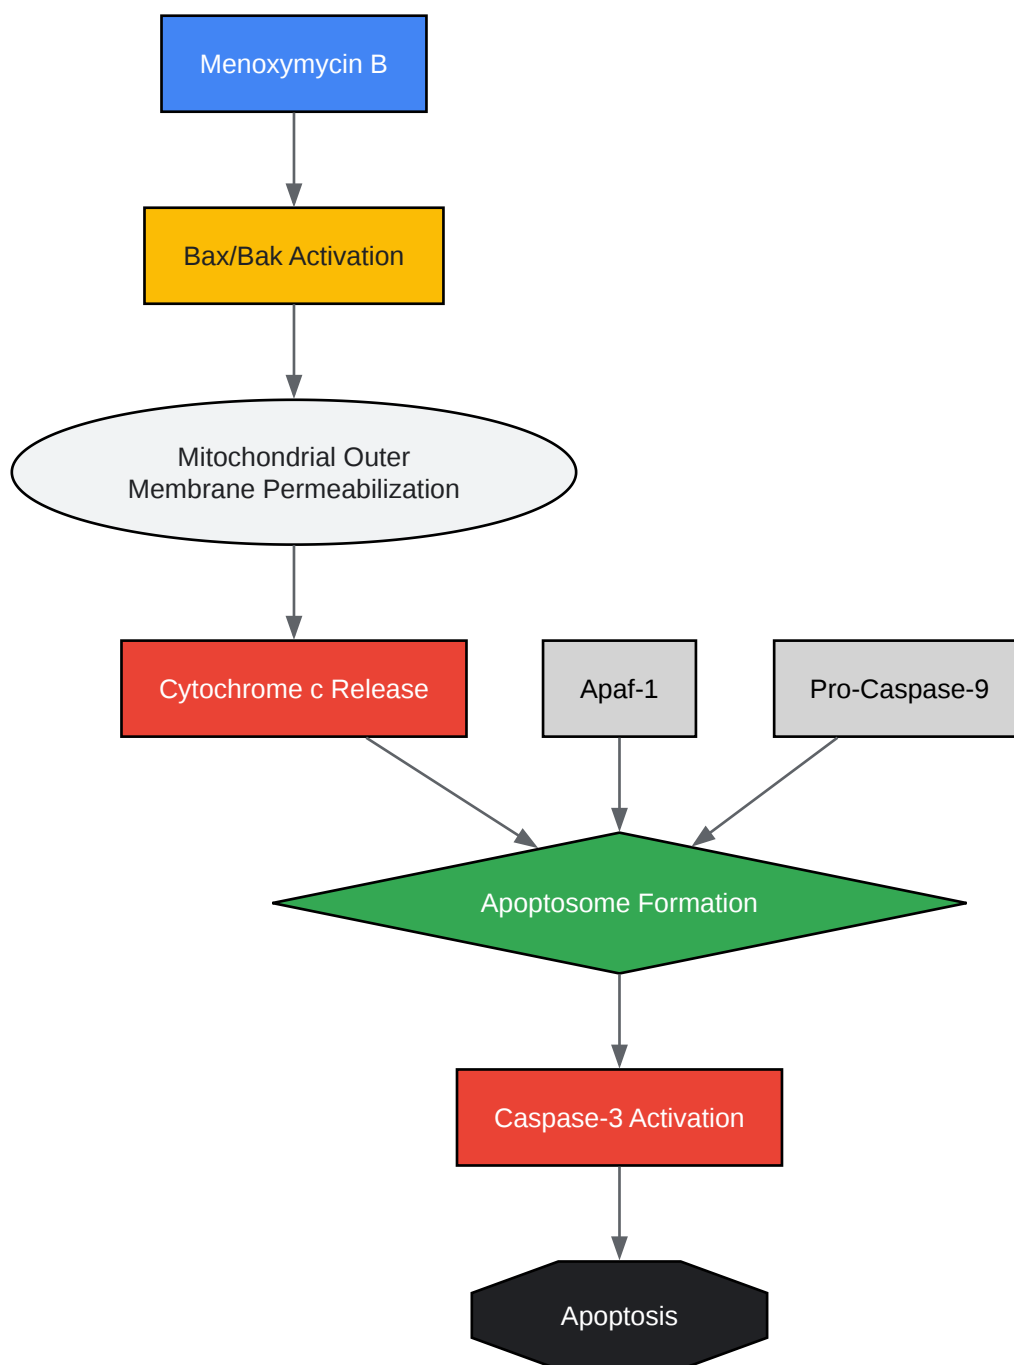 Menoxymycin B
Bax/Bak Activation
Mitochondrial Outer
Membrane Permeabilization
Cytochrome c Release
Apaf-1
Pro-Caspase-9
Apoptosome Formation
Caspase-3 Activation
Apoptosis